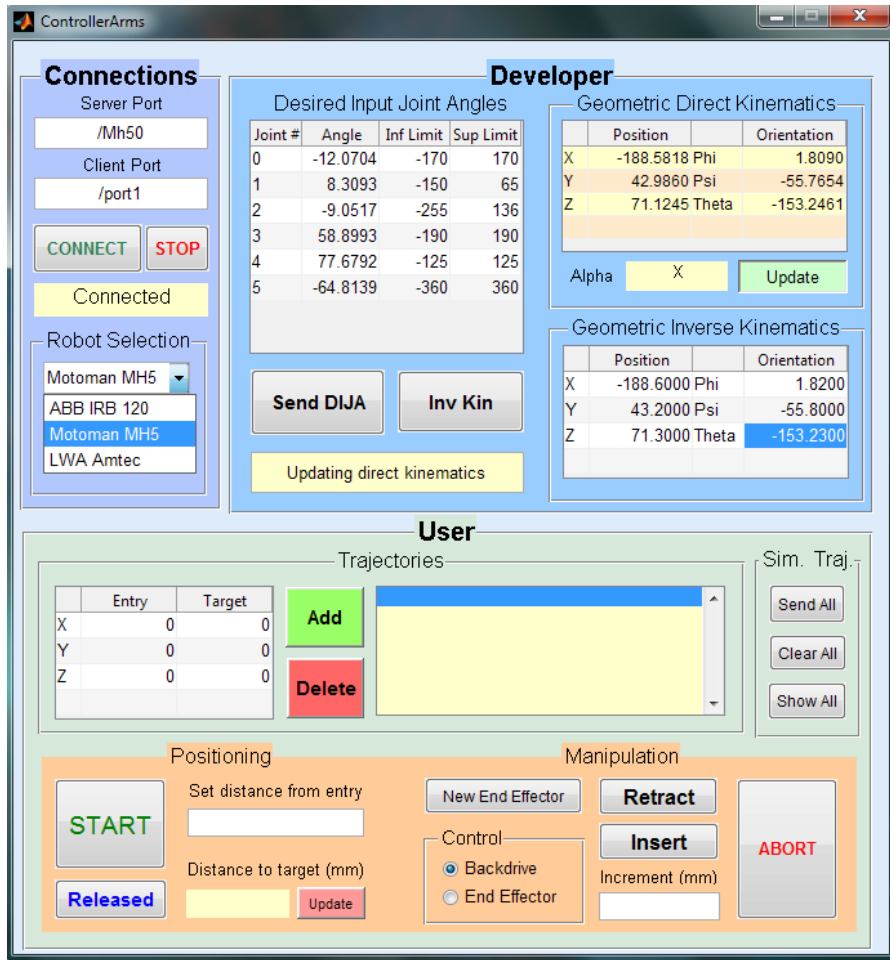 ControllerArms
Connections
Server Port
/Mh50
Client Port
/port1
CONNECT STOP
Connected
Robot Selection
Motoman MH5
ABB IRB 120
Motoman MH5
LWA Amtec
Developer
Desired Input Joint Angles
Joint # Angle Inf Limit Sup Limit
0 -12.0704 -170 170
1 8.3093 -150 65
2 -9.0517 -255 136
3 58.8993 -190 190
4 77.6792 -125 125
5 -64.8139 -360 360
Send DIJA Inv Kin
Updating direct kinematics
Geometric Direct Kinematics
Position Orientation
X -188.5818 Phi 1.8090
Y 42.9860 Psi -55.7654
Z 71.1245 Theta -153.2461
Alpha X Update
Geometric Inverse Kinematics
Position Orientation
X -188.6000 Phi 1.8200
Y 43.2000 Psi -55.8000
Z 71.3000 Theta -153.2300
User
Trajectories
Entry Target
X 0 0
Y 0 0
Z 0 0
Add
Delete
Sim. Traj.
Send All
Clear All
Show All
Positioning
START
Released
Set distance from entry
Distance to target (mm)
Update
Manipulation
New End Effector
Control
Backdrive
End Effector
Retract
Insert
Increment (mm)
ABORT